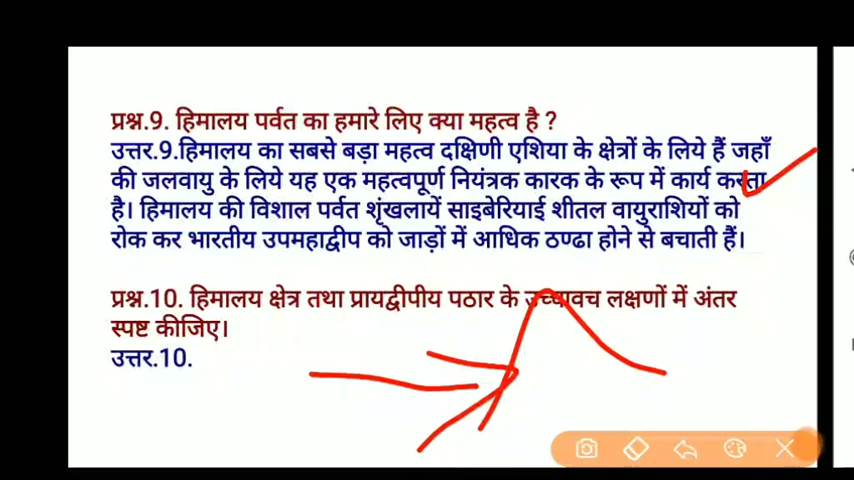 प्रश्न.9. हिमालय पर्वत का हमारे लिए क्या महत्व है ?
उत्तर.9.हिमालय का सबसे बड़ा महत्व दक्षिणी एशिया के क्षेत्रों के लिये हैं जहाँ
की जलवायु के लिये यह एक महत्वपूर्ण नियंत्रक कारक के रूप में कार्य करता
है। हिमालय की विशाल पर्वत शृंखलायें साइबेरियाई शीतल वायुराशियों को
रोक कर भारतीय उपमहाद्वीप को जाड़ों में आधिक ठण्ढा होने से बचाती हैं।
प्रश्न.10. हिमालय क्षेत्र तथा प्रायद्वीपीय पठार के उच्चावच लक्षणों में अंतर
स्पष्ट कीजिए।
उत्तर.10.